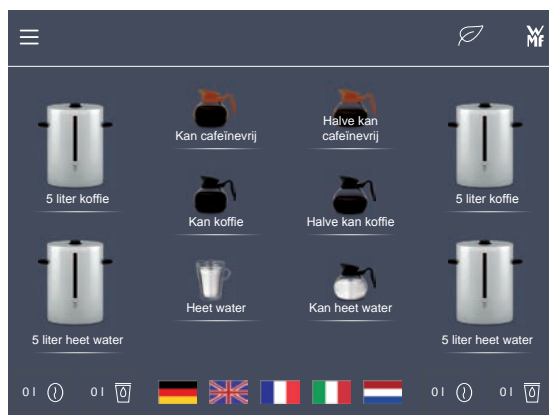 WMF
Kan cafeïnevrij
Halve kan
cafeïnevrij
5 liter koffie
Kan koffie
Halve kan koffie
5 liter koffie
5 liter heet water
Heet water
Kan heet water
5 liter heet water
0 l
0 l
0 l
0 l